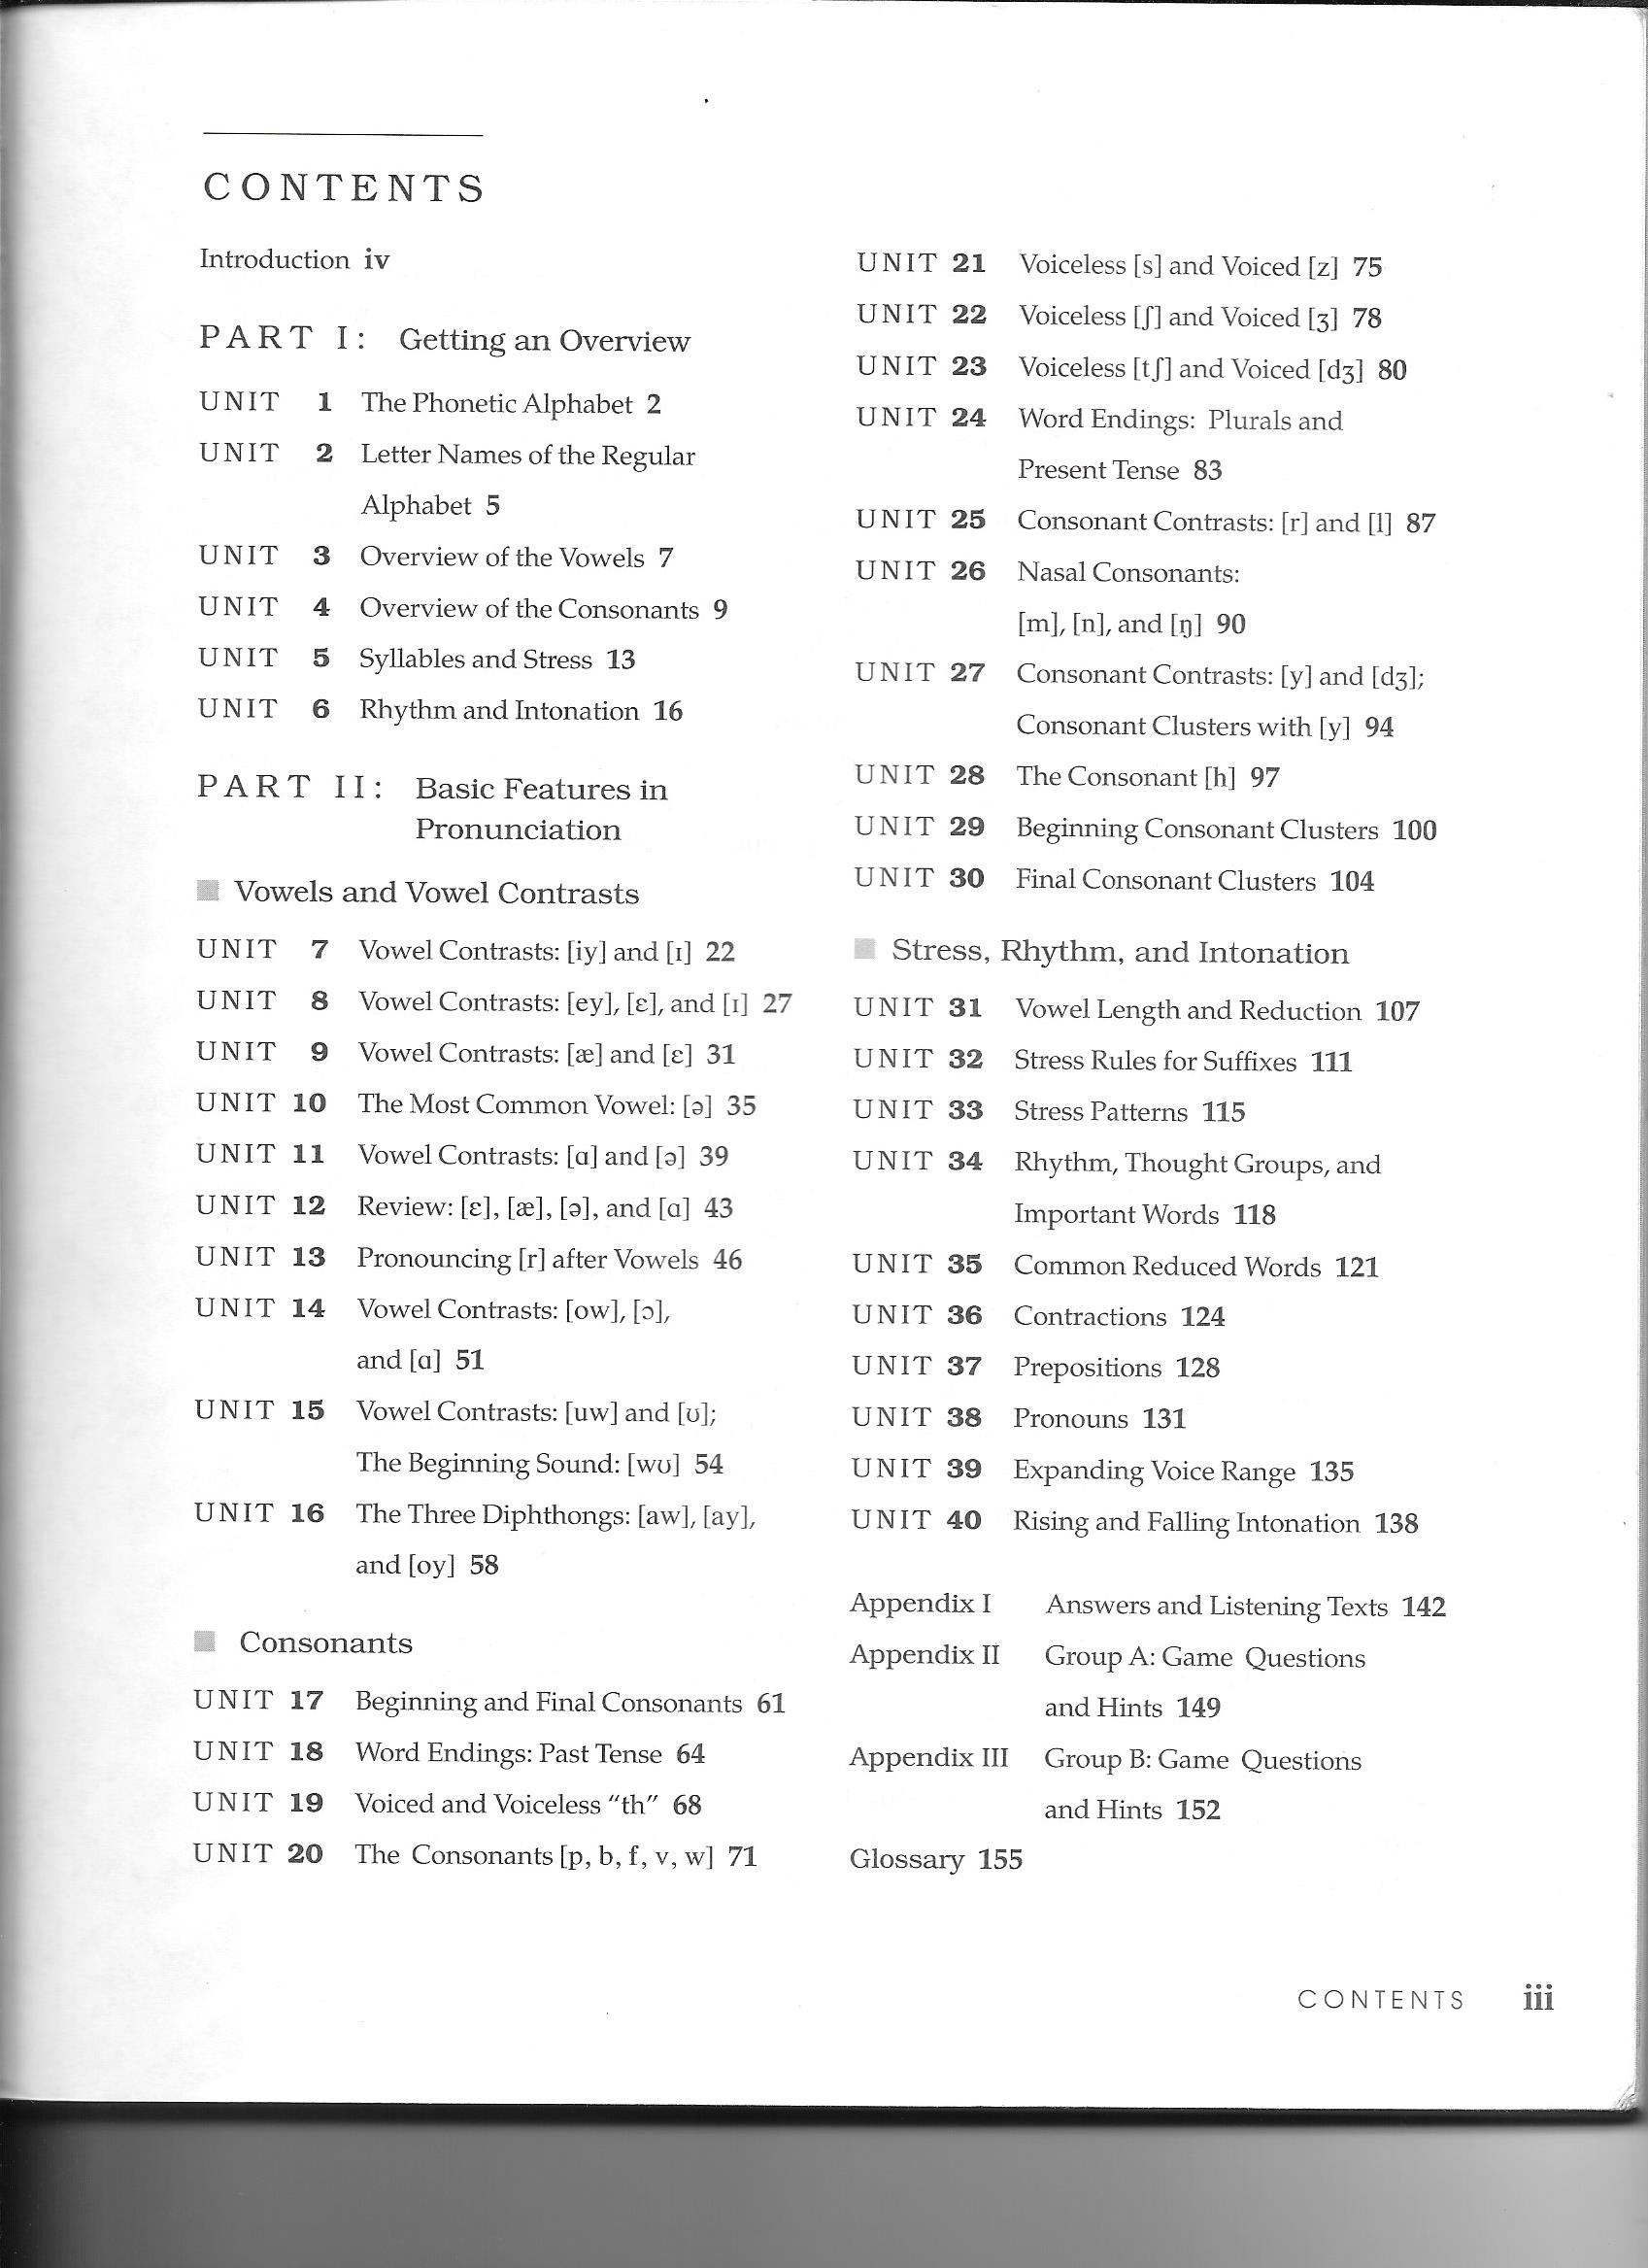 CONTENTS
Introduction iv
PART I: Getting an Overview
UNIT 1 The Phonetic Alphabet 2
UNIT 2 Letter Names of the Regular
Alphabet 5
UNIT 3 Overview of the Vowels 7
UNIT 4 Overview of the Consonants 9
UNIT 5 Syllables and Stress 13
UNIT 6 Rhythm and Intonation 16
PART II: Basic Features in
Pronunciation
Vowels and Vowel Contrasts
UNIT 7 Vowel Contrasts: [iy] and [ɪ] 22
UNIT 8 Vowel Contrasts: [ey], [ɛ], and [ɪ] 27
UNIT 9 Vowel Contrasts: [æ] and [ɛ] 31
UNIT 10 The Most Common Vowel: [ə] 35
UNIT 11 Vowel Contrasts: [ɑ] and [ə] 39
UNIT 12 Review: [ɛ], [æ], [ə], and [ɑ] 43
UNIT 13 Pronouncing [r] after Vowels 46
UNIT 14 Vowel Contrasts: [ow], [ɔ],
and [ɑ] 51
UNIT 15 Vowel Contrasts: [uw] and [ʊ];
The Beginning Sound: [wʊ] 54
UNIT 16 The Three Diphthongs: [aw], [ay],
and [oy] 58
Consonants
UNIT 17 Beginning and Final Consonants 61
UNIT 18 Word Endings: Past Tense 64
UNIT 19 Voiced and Voiceless “th” 68
UNIT 20 The Consonants [p, b, f, v, w] 71
UNIT 21 Voiceless [s] and Voiced [z] 75
UNIT 22 Voiceless [ʃ] and Voiced [ʒ] 78
UNIT 23 Voiceless [tʃ] and Voiced [dʒ] 80
UNIT 24 Word Endings: Plurals and
Present Tense 83
UNIT 25 Consonant Contrasts: [r] and [l] 87
UNIT 26 Nasal Consonants:
[m], [n], and [ŋ] 90
UNIT 27 Consonant Contrasts: [y] and [dʒ];
Consonant Clusters with [y] 94
UNIT 28 The Consonant [h] 97
UNIT 29 Beginning Consonant Clusters 100
UNIT 30 Final Consonant Clusters 104
Stress, Rhythm, and Intonation
UNIT 31 Vowel Length and Reduction 107
UNIT 32 Stress Rules for Suffixes 111
UNIT 33 Stress Patterns 115
UNIT 34 Rhythm, Thought Groups, and
Important Words 118
UNIT 35 Common Reduced Words 121
UNIT 36 Contractions 124
UNIT 37 Prepositions 128
UNIT 38 Pronouns 131
UNIT 39 Expanding Voice Range 135
UNIT 40 Rising and Falling Intonation 138
Appendix I Answers and Listening Texts 142
Appendix II Group A: Game Questions
and Hints 149
Appendix III Group B: Game Questions
and Hints 152
Glossary 155
CONTENTS iii